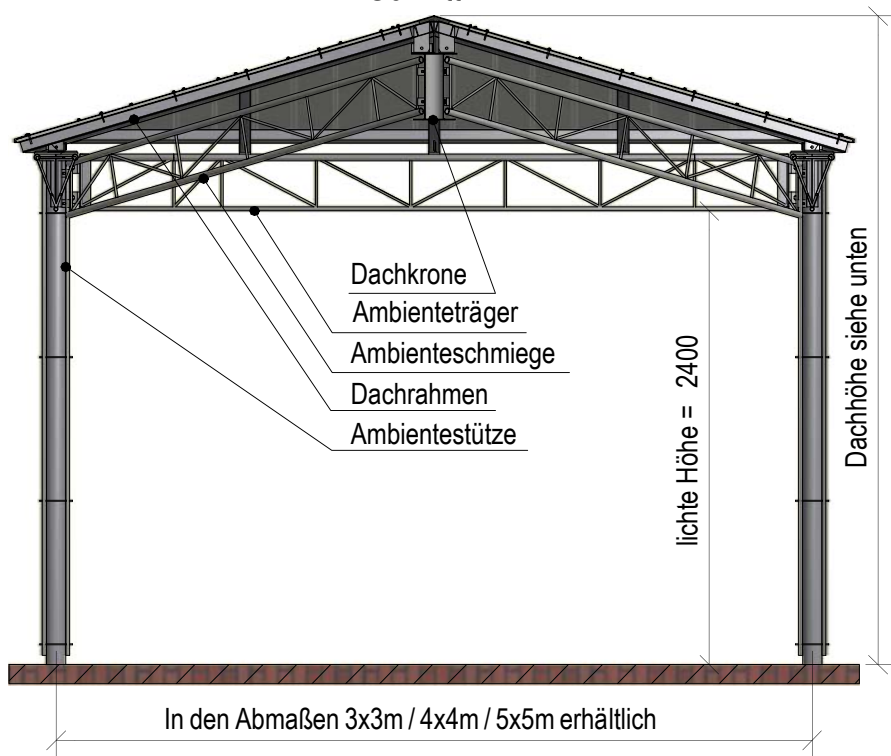 Dachkrone
Ambienteträger
Ambienteschmiege
Dachrahmen
Ambientestütze
lichte Höhe = 2400
Dachhöhe siehe unten
In den Abmaßen 3x3m / 4x4m / 5x5m erhältlich